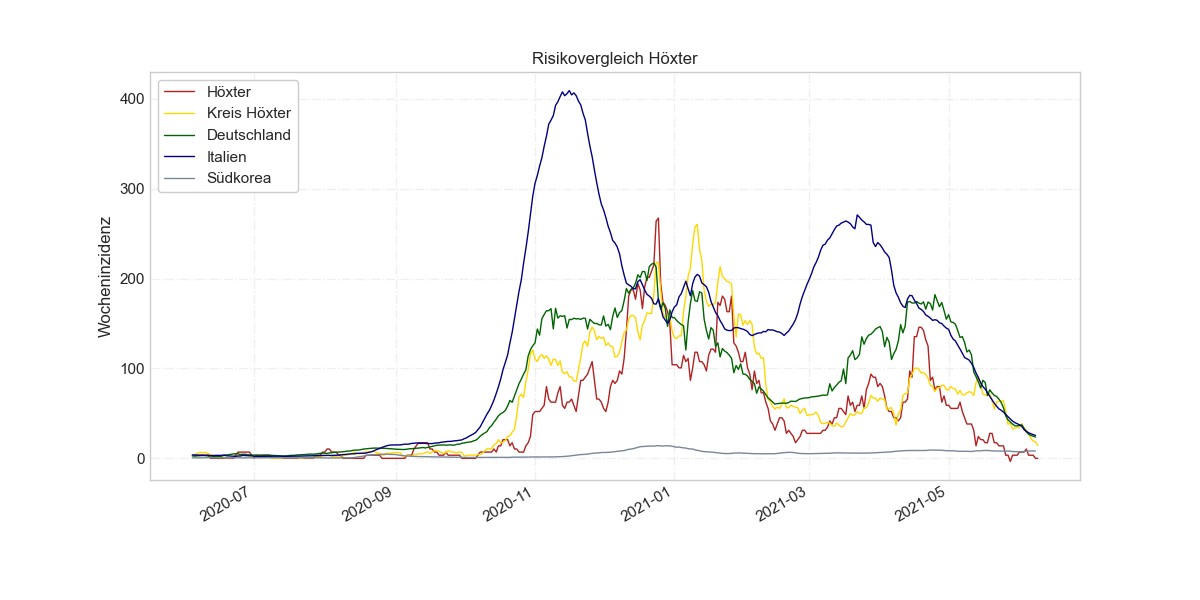 Risikovergleich Höxter
Höxter
Kreis Höxter
Deutschland
Italien
Südkorea
Wocheninzidenz
400
300
200
100
0
2020-07
2020-09
2020-11
2021-01
2021-03
2021-05